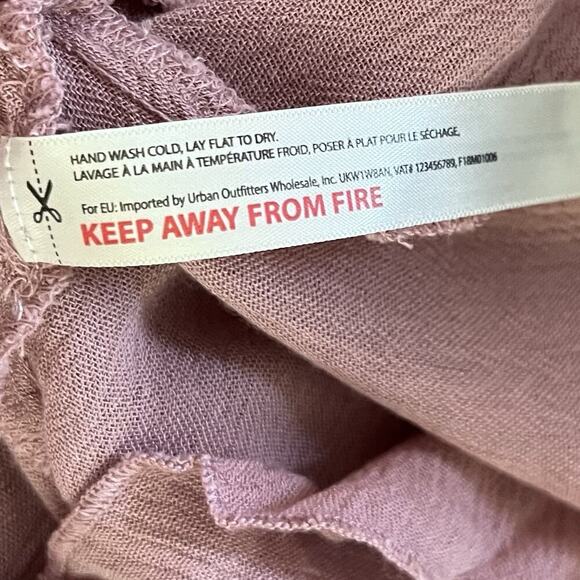 HAND WASH COLD, LAY FLAT TO DRY.
LAVAGE À LA MAIN À TEMPÉRATURE FROID, POSER À PLAT POUR LE SÉCHAGE,
For EU: Imported by Urban Outfitters Wholesale, Inc. UKW1W8AN, VAT# 123456789, F18M01006
KEEP AWAY FROM FIRE